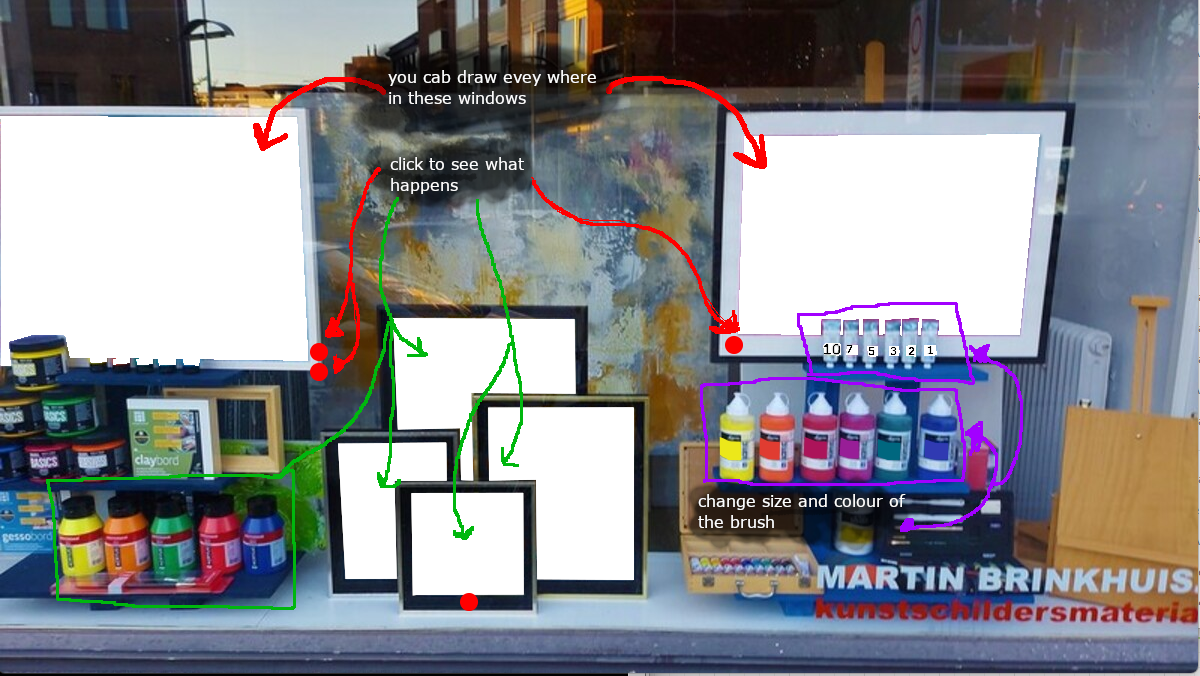 you cab draw evey where
in these windows
click to see what
happens
10 7 5 3 2 1
BASICS
BASICS
BASICS
claybord
gessobord
change size and colour of
the brush
MARTIN BRINKHUIS
kunstschildersmateria